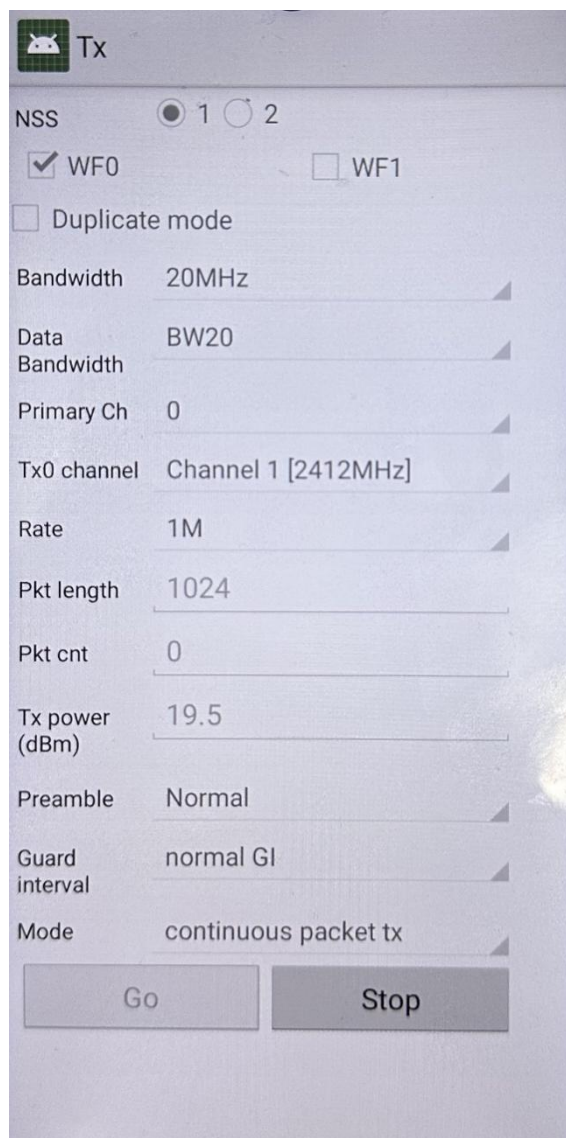 Tx
NSS 1 2
WF0 WF1
Duplicate mode
Bandwidth 20MHz
Data Bandwidth BW20
Primary Ch 0
Tx0 channel Channel 1 [2412MHz]
Rate 1M
Pkt length 1024
Pkt cnt 0
Tx power (dBm) 19.5
Preamble Normal
Guard interval normal GI
Mode continuous packet tx
Go Stop